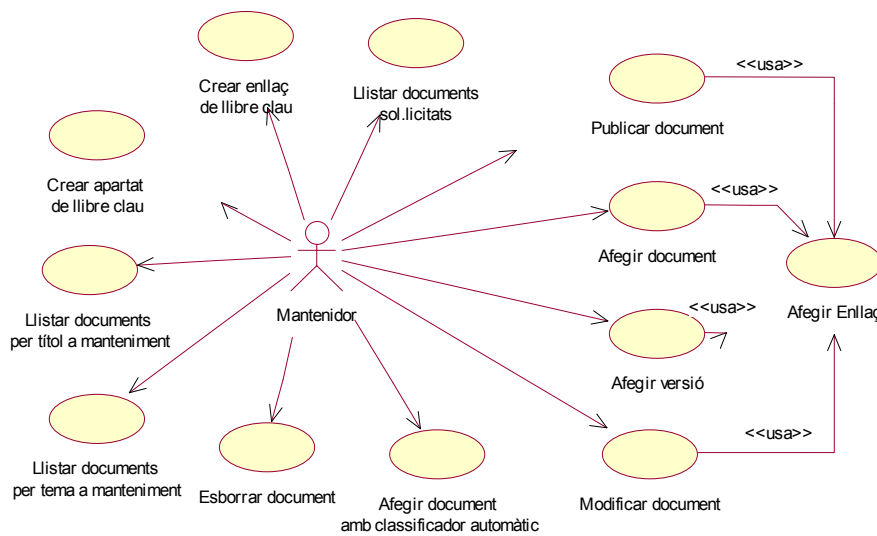 <<usa>>
Crear enllaç
de llibre clau
Llistar documents
sol.licitats
Publicar document
Crear apartat
de llibre clau
<<usa>>
Afegir document
Mantenidor
<<usa>>
Afegir Enllaç
Llistar documents
per títol a manteniment
Afegir versió
<<usa>>
Llistar documents
per tema a manteniment
Esborrar document
Afegir document
amb classificador automàtic
Modificar document